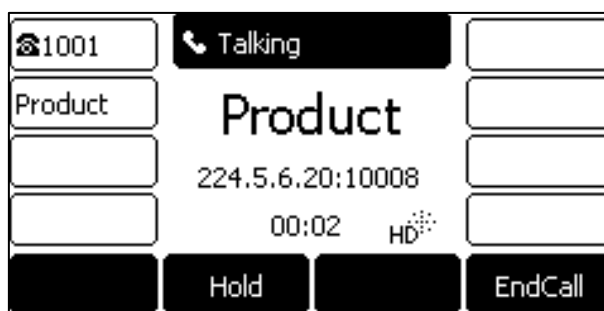 ☎1001
Talking
Product
Product
224.5.6.20:10008
00:02 HD
Hold EndCall